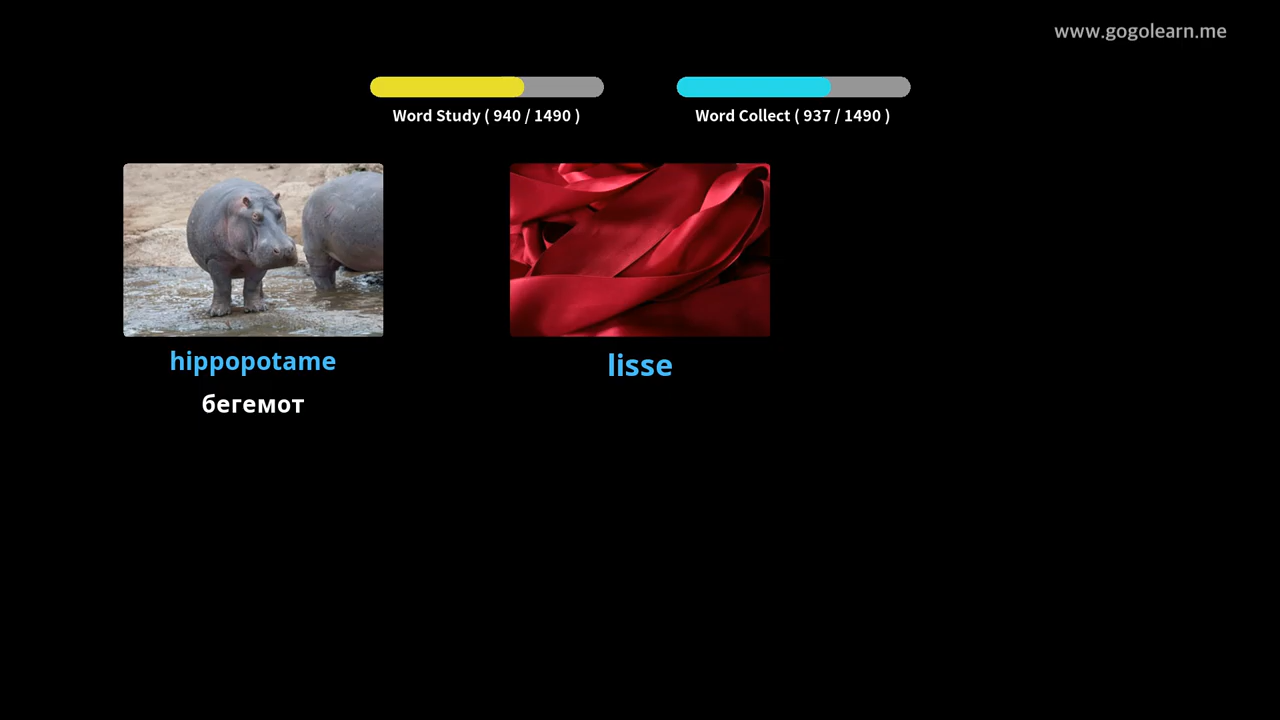 www.gogolearn.me
Word Study ( 940 / 1490 )
Word Collect ( 937 / 1490 )
hippopotame
бегемот
lisse